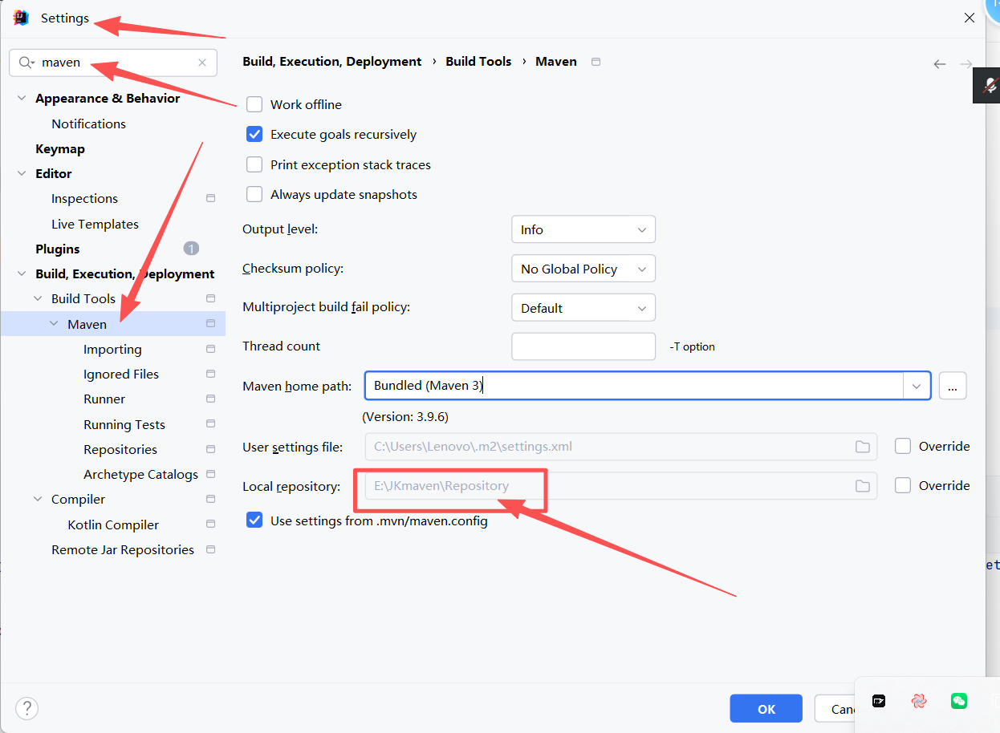 Settings
maven
Build, Execution, Deployment › Build Tools › Maven
Appearance & Behavior
Notifications
Keymap
Editor
Inspections
Live Templates
Plugins
1
Build, Execution, Deployment
Build Tools
Maven
Importing
Ignored Files
Runner
Running Tests
Repositories
Archetype Catalogs
Compiler
Kotlin Compiler
Remote Jar Repositories
Work offline
Execute goals recursively
Print exception stack traces
Always update snapshots
Output level:
Info
Checksum policy:
No Global Policy
Multiproject build fail policy:
Default
Thread count
-T option
Maven home path:
Bundled (Maven 3)
...
(Version: 3.9.6)
User settings file:
C:\Users\Lenovo\.m2\settings.xml
Override
Local repository:
E:\JKmaven\Repository
Override
Use settings from .mvn/maven.config
et
?
OK
Canc